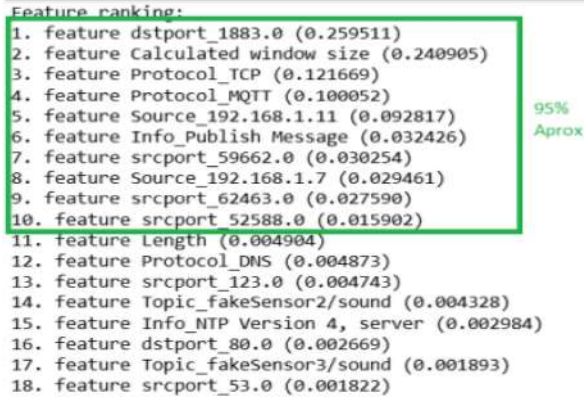 Feature ranking:
1. feature dstport_1883.0 (0.259511)
2. feature Calculated window size (0.240905)
3. feature Protocol_TCP (0.121669)
4. feature Protocol_MQTT (0.100052)
5. feature Source_192.168.1.11 (0.092817)
6. feature Info_Publish Message (0.032426)
7. feature srcport_59662.0 (0.030254)
8. feature Source_192.168.1.7 (0.029461)
9. feature srcport_62463.0 (0.027590)
10. feature srcport_52588.0 (0.015902)
95%
Aprox
11. feature Length (0.004904)
12. feature Protocol_DNS (0.004873)
13. feature srcport_123.0 (0.004743)
14. feature Topic_fakeSensor2/sound (0.004328)
15. feature Info_NTP Version 4, server (0.002984)
16. feature dstport_80.0 (0.002669)
17. feature Topic_fakeSensor3/sound (0.001893)
18. feature srcport_53.0 (0.001822)